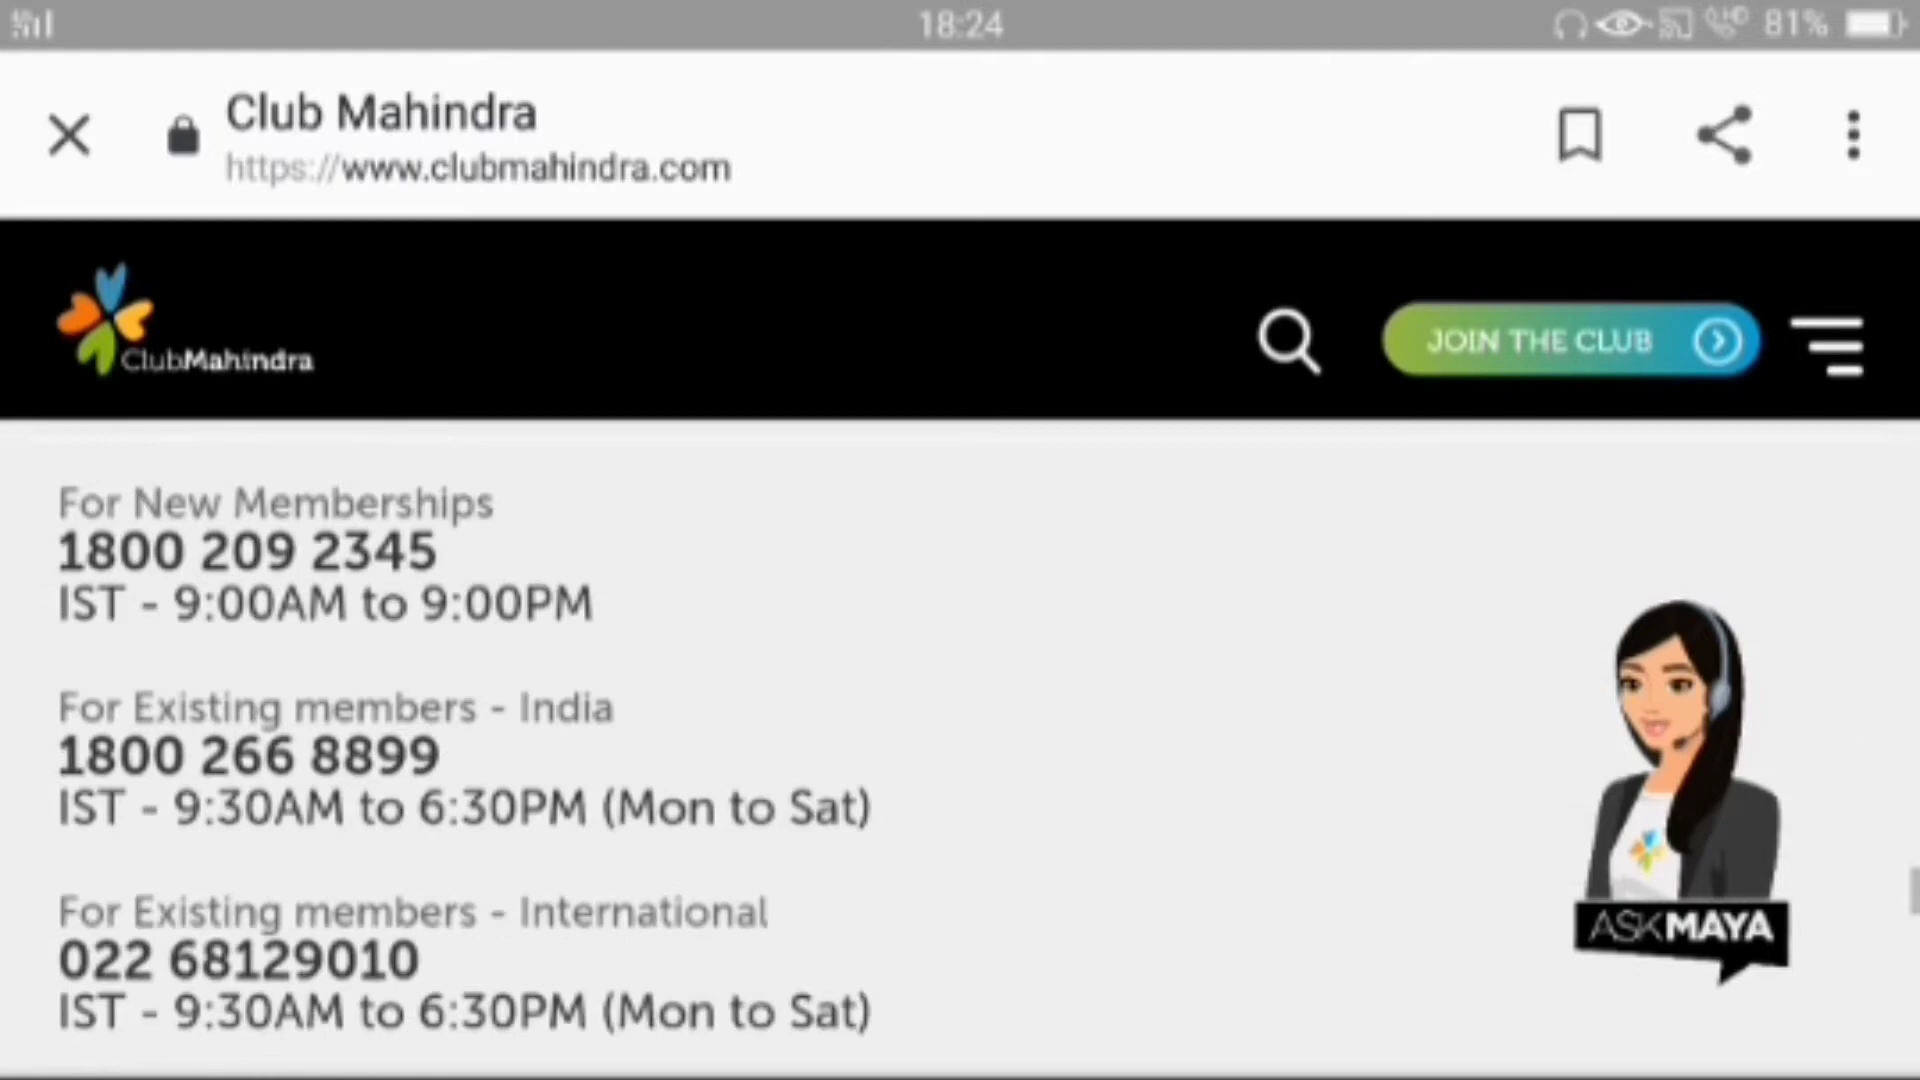 18:24
81%
Club Mahindra
https://www.clubmahindra.com
ClubMahindra
JOIN THE CLUB
For New Memberships
1800 209 2345
IST - 9:00AM to 9:00PM
For Existing members - India
1800 266 8899
IST - 9:30AM to 6:30PM (Mon to Sat)
For Existing members - International
022 68129010
IST - 9:30AM to 6:30PM (Mon to Sat)
ASKMAYA